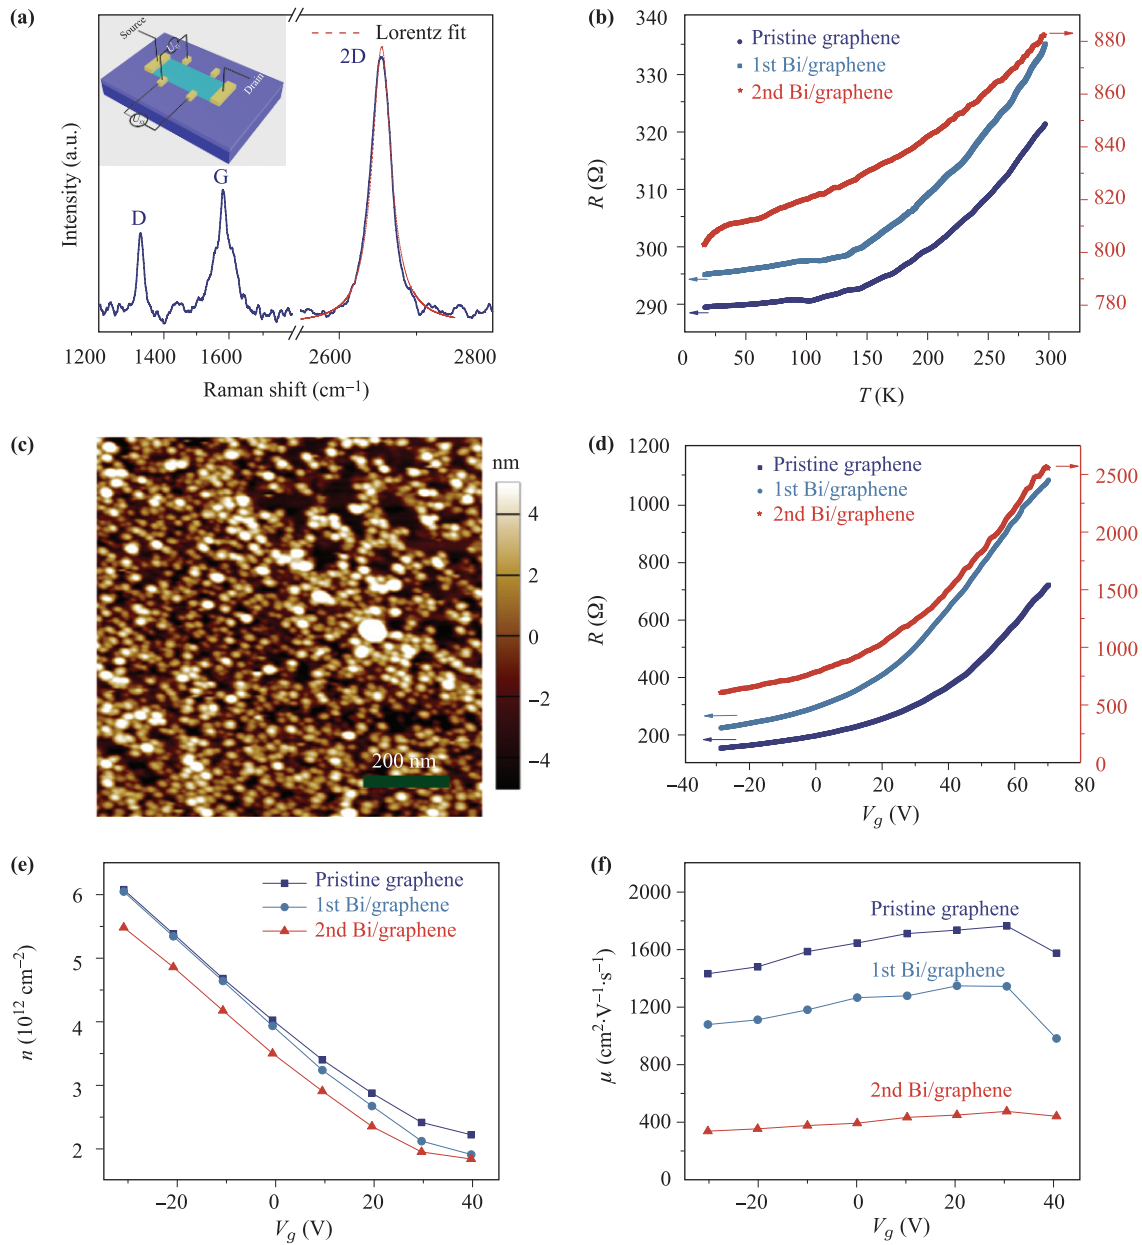 (a)
Source
U
Drain
U
Lorentz fit
2D
G
D
Intensity (a.u.)
1200 1400 1600 2600 2800
Raman shift (cm⁻¹)
(b)
Pristine graphene
1st Bi/graphene
2nd Bi/graphene
340
330
320
310
300
290
R (Ω)
880
860
840
820
800
780
0 50 100 150 200 250 300
T (K)
(c)
nm
4
2
0
−2
−4
200 nm
(d)
Pristine graphene
1st Bi/graphene
2nd Bi/graphene
1200
1000
800
600
400
200
R (Ω)
2500
2000
1500
1000
500
0
−40 −20 0 20 40 60 80
V_g (V)
(e)
Pristine graphene
1st Bi/graphene
2nd Bi/graphene
6
5
4
3
2
n (10¹² cm⁻²)
−20 0 20 40
V_g (V)
(f)
Pristine graphene
1st Bi/graphene
2nd Bi/graphene
2000
1600
1200
800
400
0
μ (cm²·V⁻¹·s⁻¹)
−20 0 20 40
V_g (V)